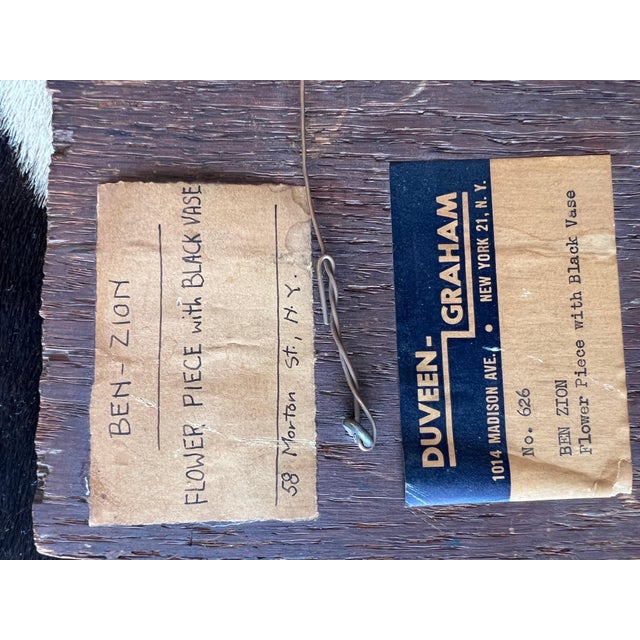 BEN-ZION
FLOWER PIECE with BLACK VASE
58 Morton St., N.Y.
DUVEEN-
GRAHAM
1014 MADISON AVE. • NEW YORK 21, N. Y.
No. 626
BEN ZION
Flower Piece with Black Vase